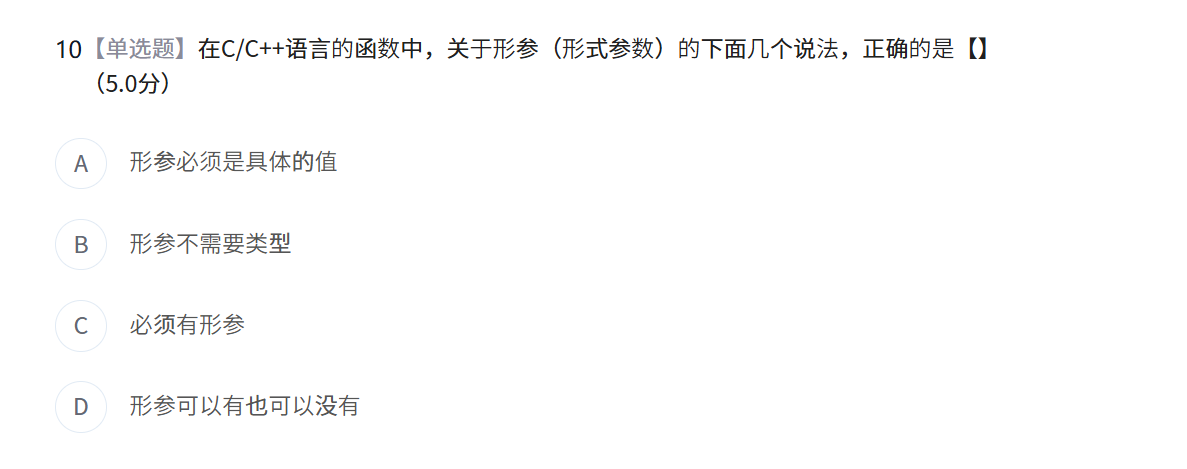 10【单选题】在C/C++语言的函数中，关于形参（形式参数）的下面几个说法，正确的是【】
（5.0分）
A 形参必须是具体的值
B 形参不需要类型
C 必须有形参
D 形参可以有也可以没有